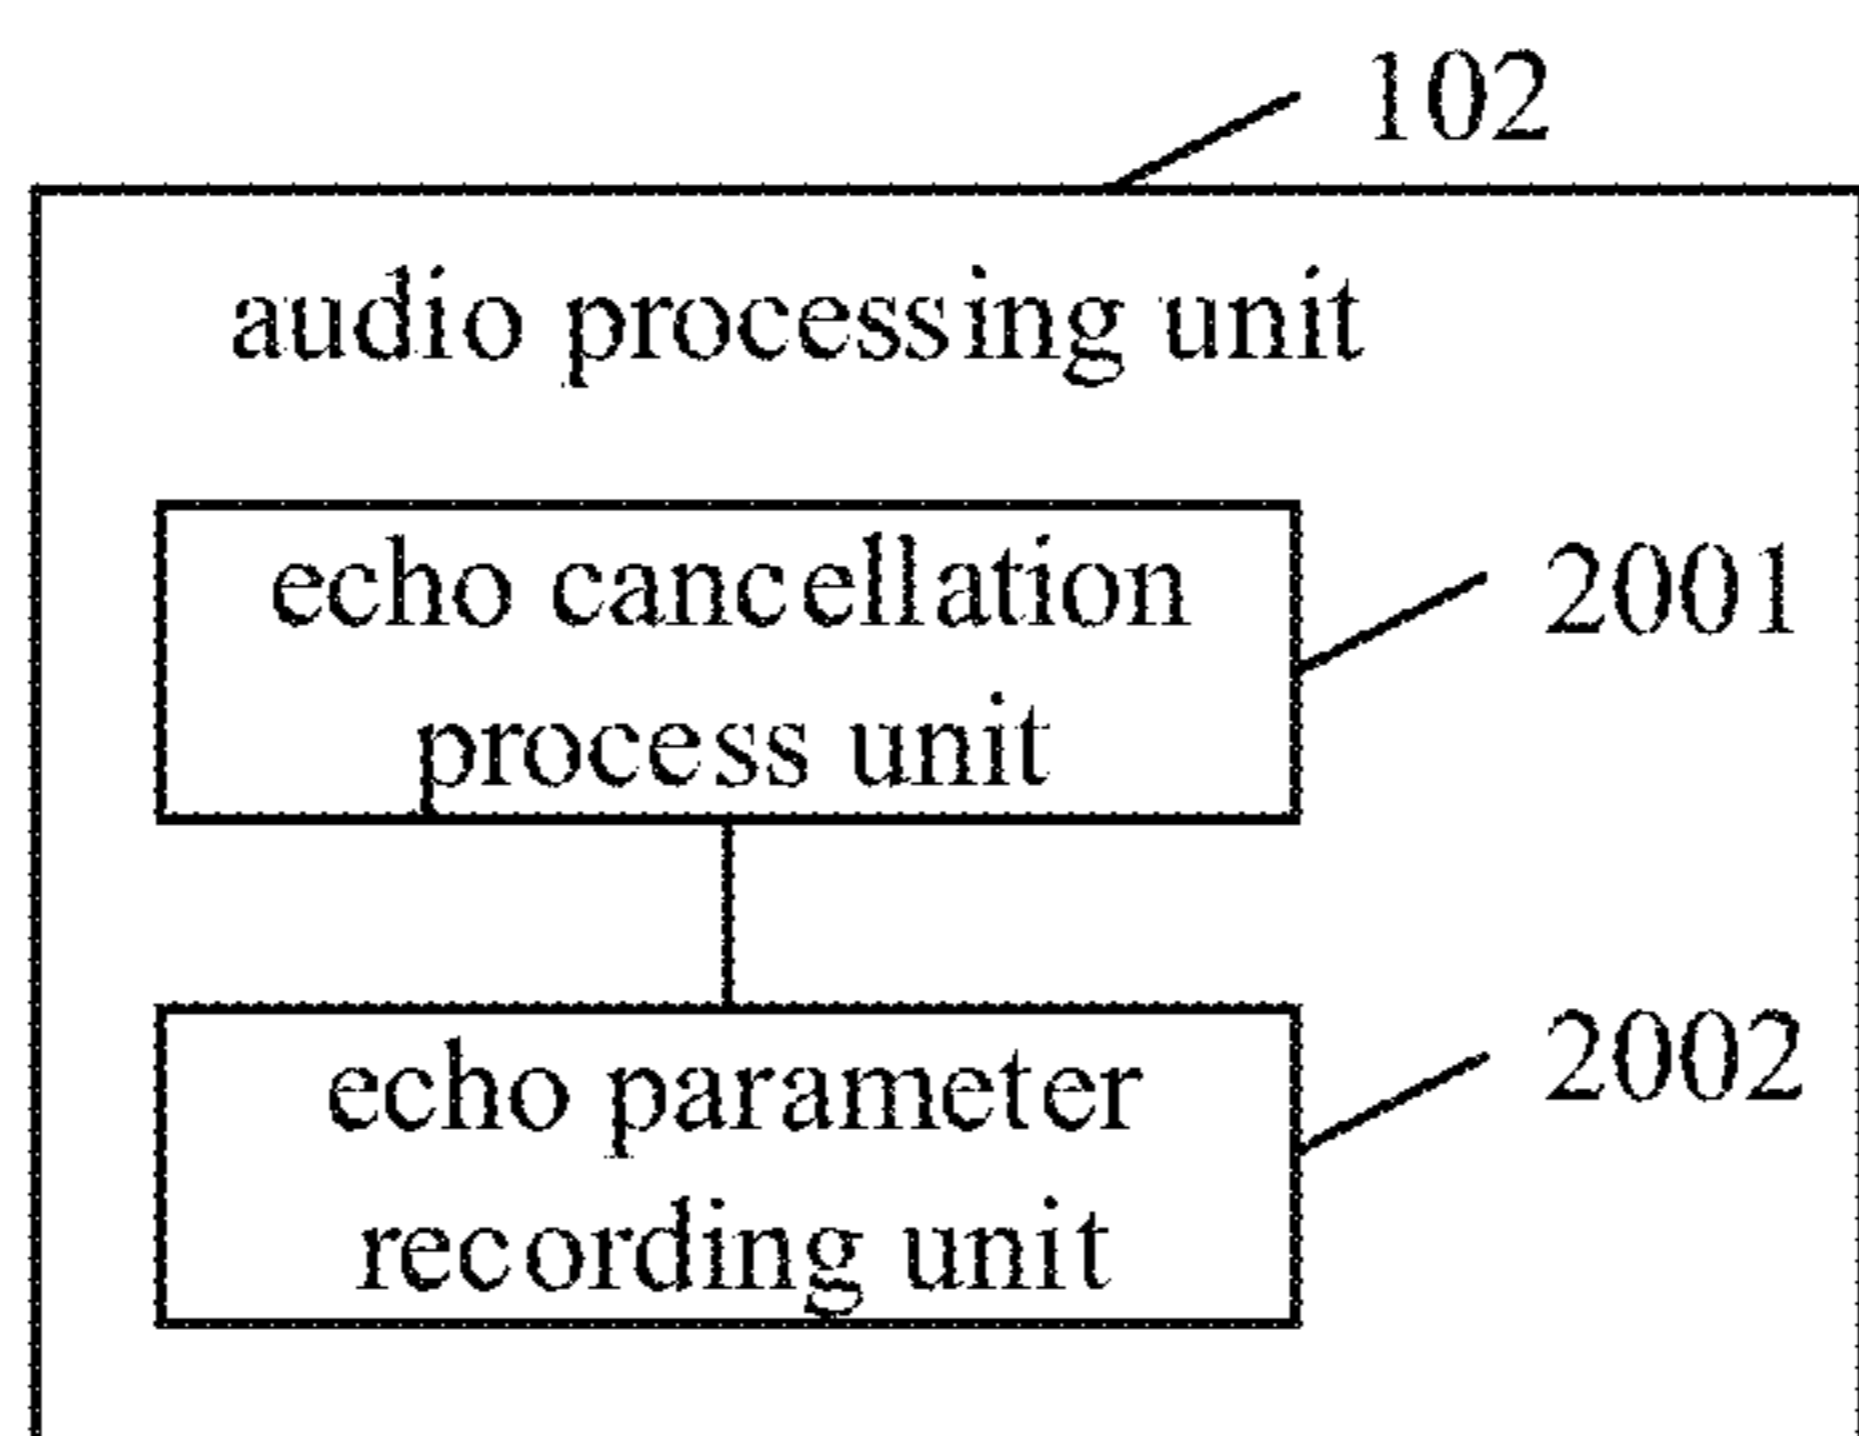 102
audio processing unit
echo cancellation
process unit
2001
echo parameter
recording unit
2002